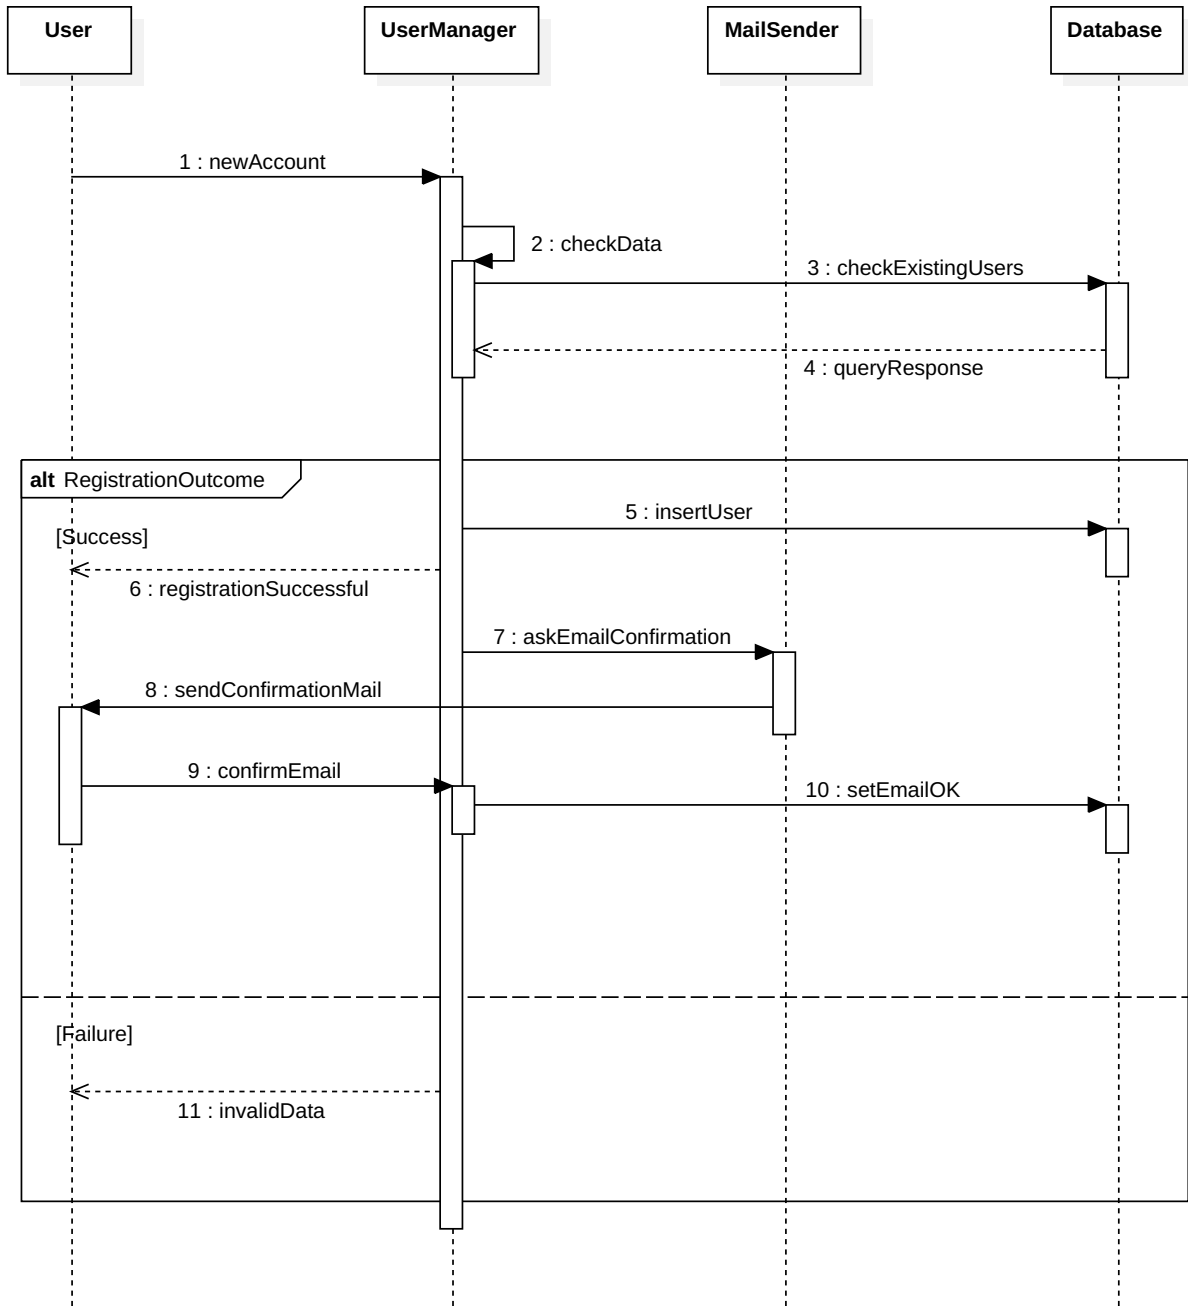 User
UserManager
MailSender
Database
1 : newAccount
2 : checkData
3 : checkExistingUsers
4 : queryResponse
alt RegistrationOutcome
5 : insertUser
[Success]
6 : registrationSuccessful
7 : askEmailConfirmation
8 : sendConfirmationMail
9 : confirmEmail
10 : setEmailOK
[Failure]
11 : invalidData